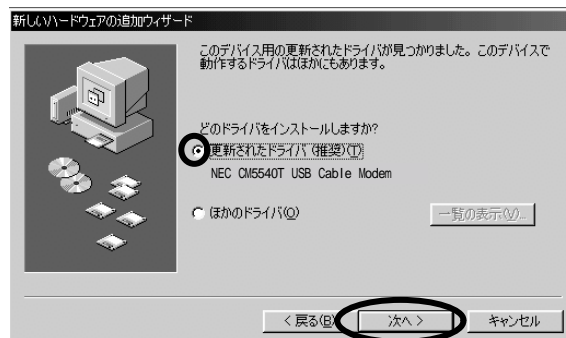 新しいハードウェアの追加ウィザード
このデバイス用の更新されたドライバが見つかりました。このデバイスで
動作するドライバはほかにもあります。
どのドライバをインストールしますか?
更新されたドライバ (推奨)(T)
NEC CM5540T USB Cable Modem
ほかのドライバ(O)
一覧の表示(V)...
< 戻る(B)
次へ >
キャンセル